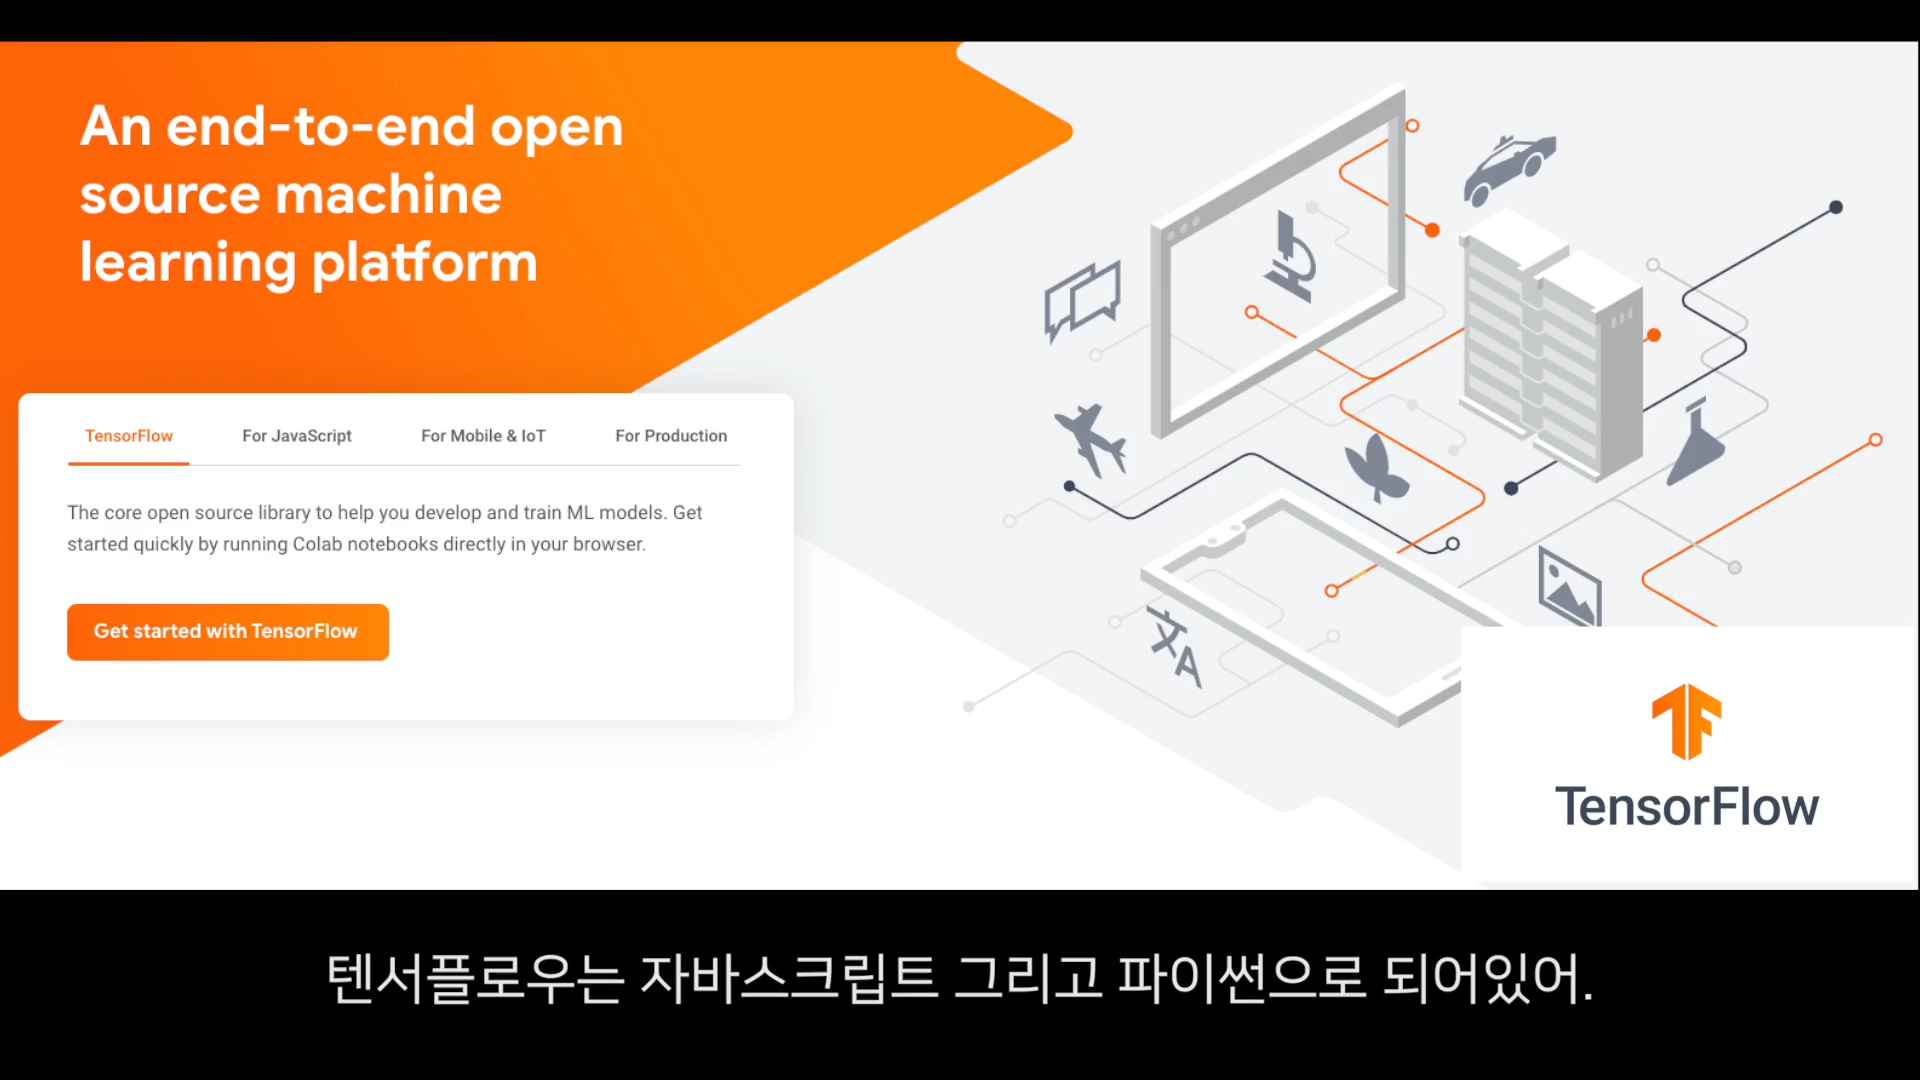 An end-to-end open
source machine
learning platform
TensorFlow For JavaScript For Mobile & IoT For Production
The core open source library to help you develop and train ML models. Get
started quickly by running Colab notebooks directly in your browser.
Get started with TensorFlow
文A
TF
TensorFlow
텐서플로우는 자바스크립트 그리고 파이썬으로 되어있어.